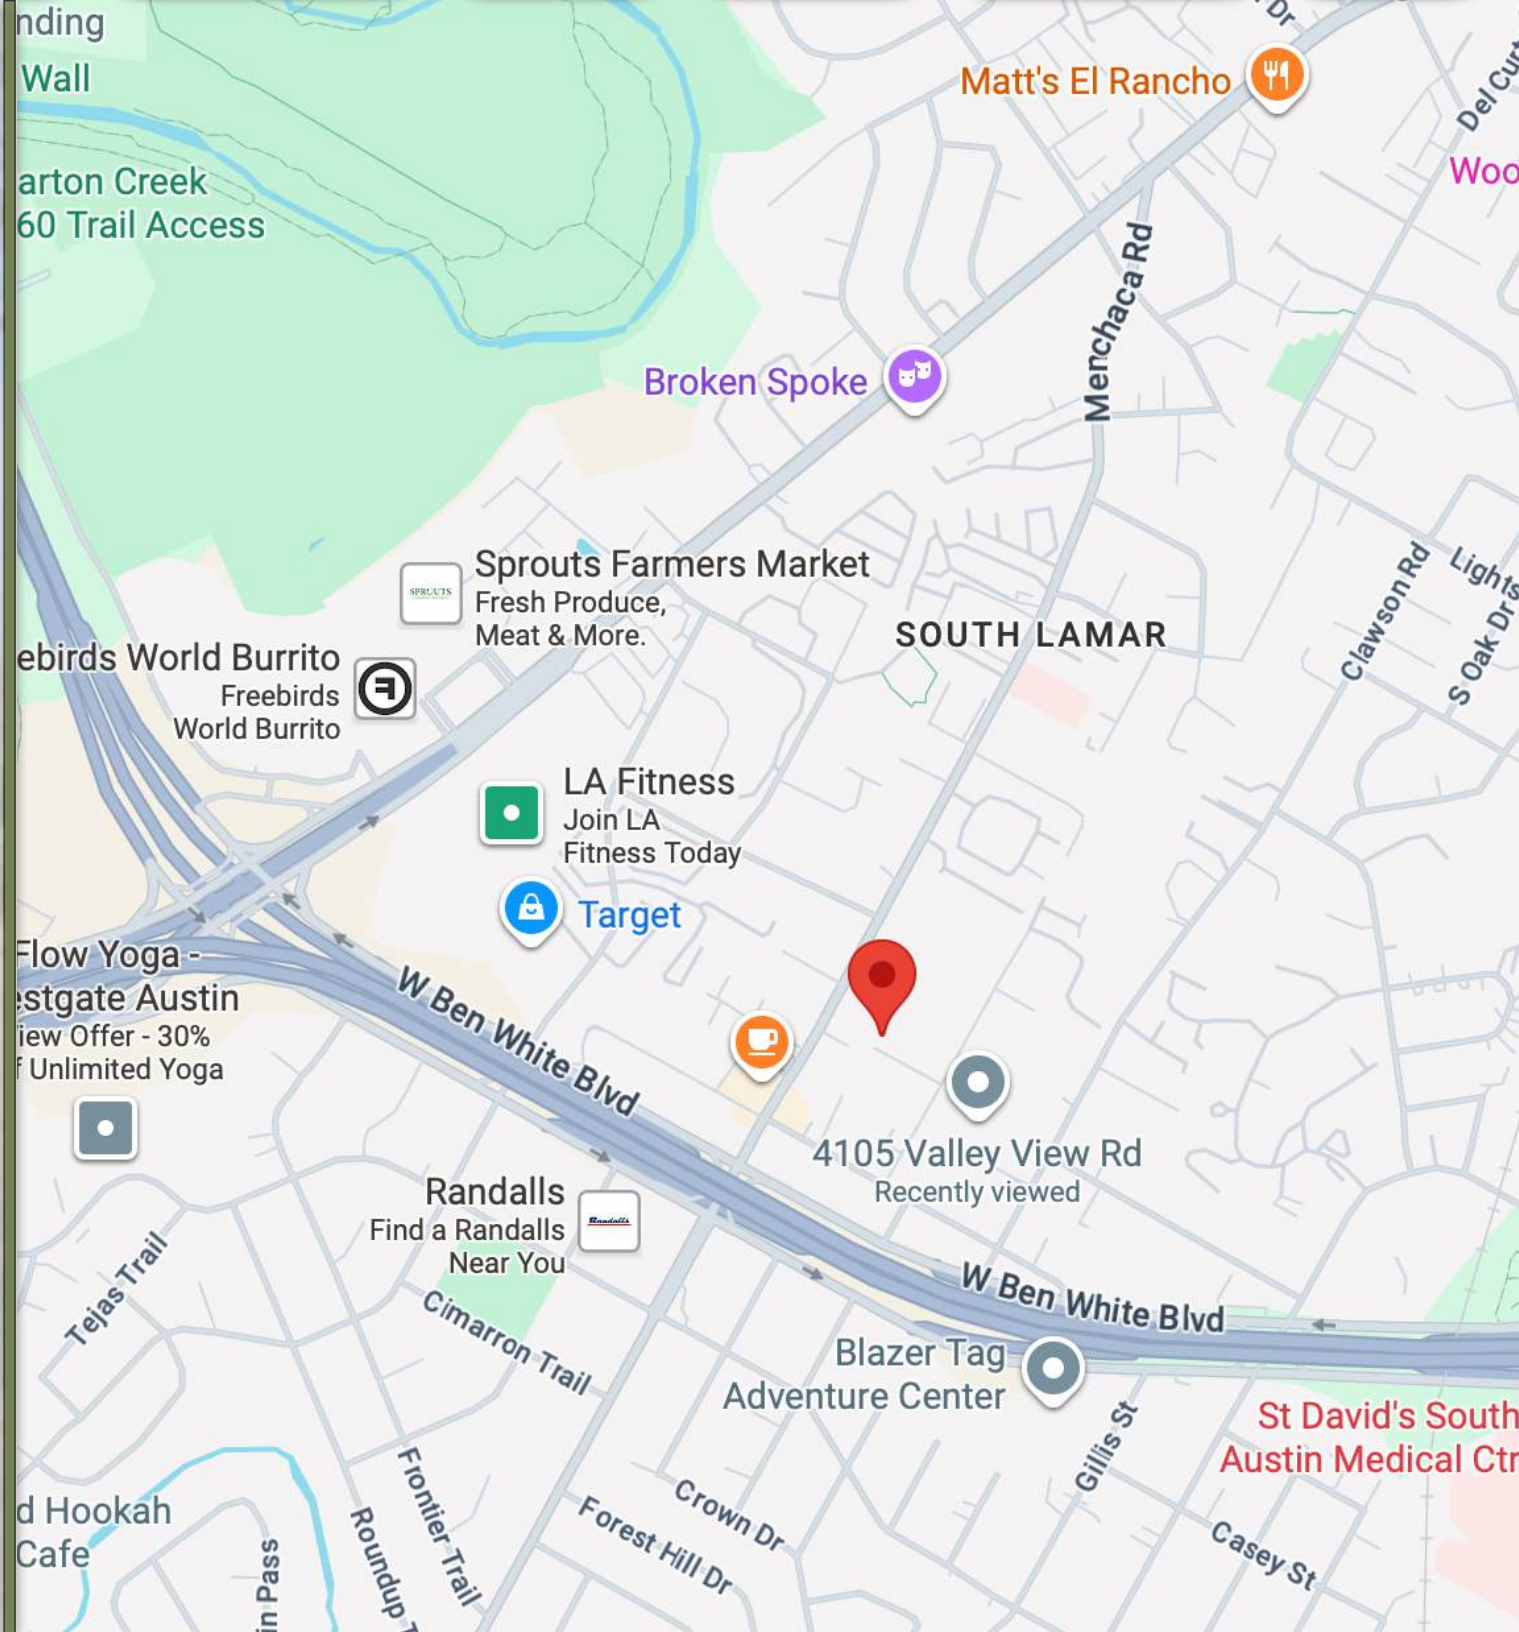 nding
Wall
arton Creek
60 Trail Access
Dr
Matt's El Rancho
Del Cur
Woo
Menchaca Rd
Broken Spoke
SPROUTS
Sprouts Farmers Market
Fresh Produce,
Meat & More.
SOUTH LAMAR
Clawson Rd
Lights
S Oak Dr
ebirds World Burrito
Freebirds
World Burrito
LA Fitness
Join LA
Fitness Today
Target
Flow Yoga -
estgate Austin
iew Offer - 30%
f Unlimited Yoga
W Ben White Blvd
4105 Valley View Rd
Recently viewed
Randalls
Find a Randalls
Near You
Randalls
Tejas Trail
Cimarron Trail
W Ben White Blvd
Blazer Tag
Adventure Center
Gillis St
St David's South
Austin Medical Ctr
d Hookah
Cafe
in Pass
Roundup T
Frontier Trail
Crown Dr
Forest Hill Dr
Casey St